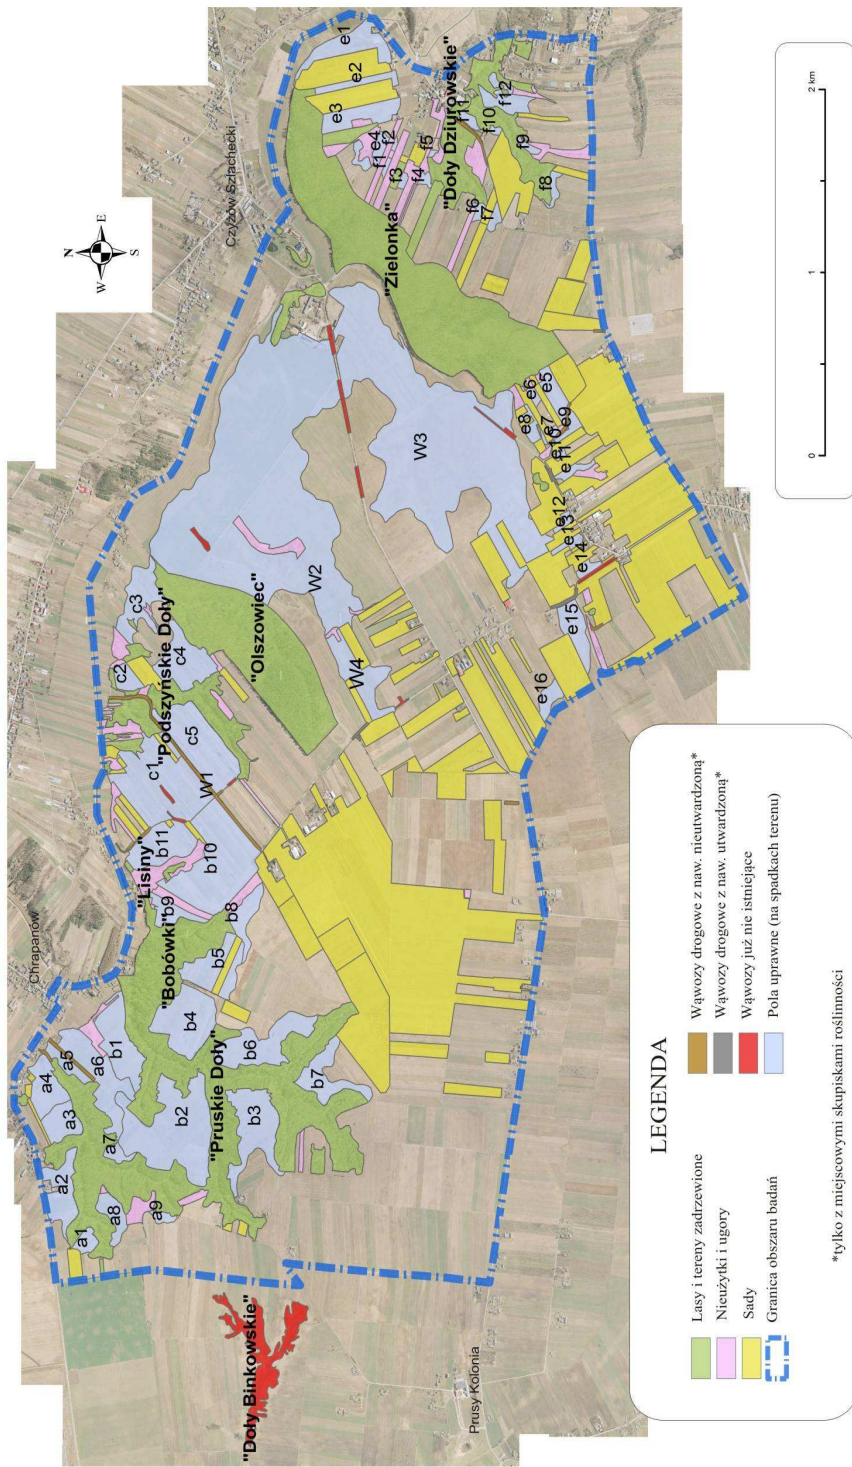 N
W
E
S
Czyżów Szlachecki
Chrapanów
Prusy Kolonia
"Doły Binkowskie"
"Pruskie Doły"
"Bobówki"
"Lisiny"
"Podszyńskie Doły"
"Olszowiec"
"Zielonka"
"Doły Dziurowskie"
a1
a2
a3
a4
a5
a6
a7
a8
a9
b1
b2
b3
b4
b5
b6
b7
b8
b9
b10
b11
c1
c2
c3
c4
c5
W1
W2
W3
W4
e1
e2
e3
e4
e5
e6
e7
e8
e9
e10
e11
e12
e13
e14
e15
e16
f1
f2
f3
f4
f5
f6
f7
f8
f9
f10
f11
f12
LEGENDA
Lasy i tereny zadrzewione
Nieużytki i ugory
Sady
Granica obszaru badań
Wąwozy drogowe z naw. nieutwardzoną*
Wąwozy drogowe z naw. utwardzoną*
Wąwozy już nie istniejące
Pola uprawne (na spadkach terenu)
*tylko z miejscowymi skupiskami roślinności
0
1
2 km